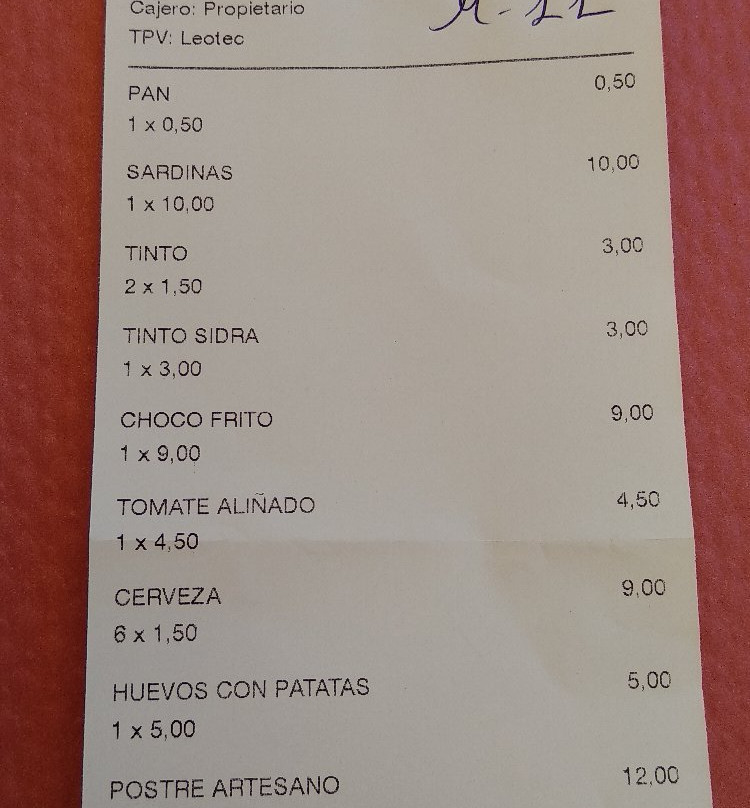 Cajero: Propietario
TPV: Leotec
PAN 0,50
1 x 0,50
SARDINAS 10,00
1 x 10,00
TINTO 3,00
2 x 1,50
TINTO SIDRA 3,00
1 x 3,00
CHOCO FRITO 9,00
1 x 9,00
TOMATE ALIÑADO 4,50
1 x 4,50
CERVEZA 9,00
6 x 1,50
HUEVOS CON PATATAS 5,00
1 x 5,00
POSTRE ARTESANO 12,00